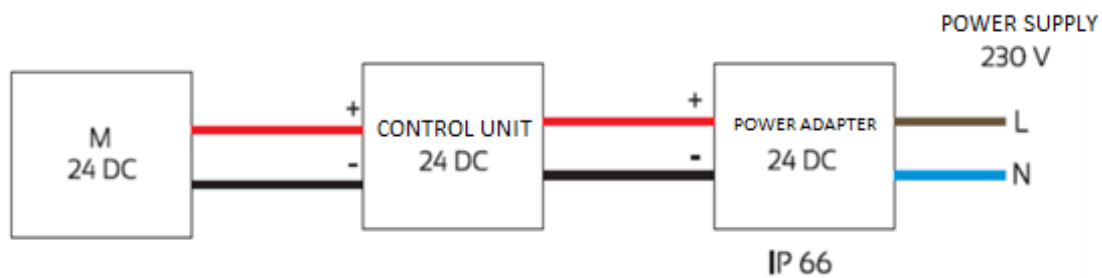 POWER SUPPLY
230 V
M
24 DC
+
-
CONTROL UNIT
24 DC
+
-
POWER ADAPTER
24 DC
L
N
IP 66